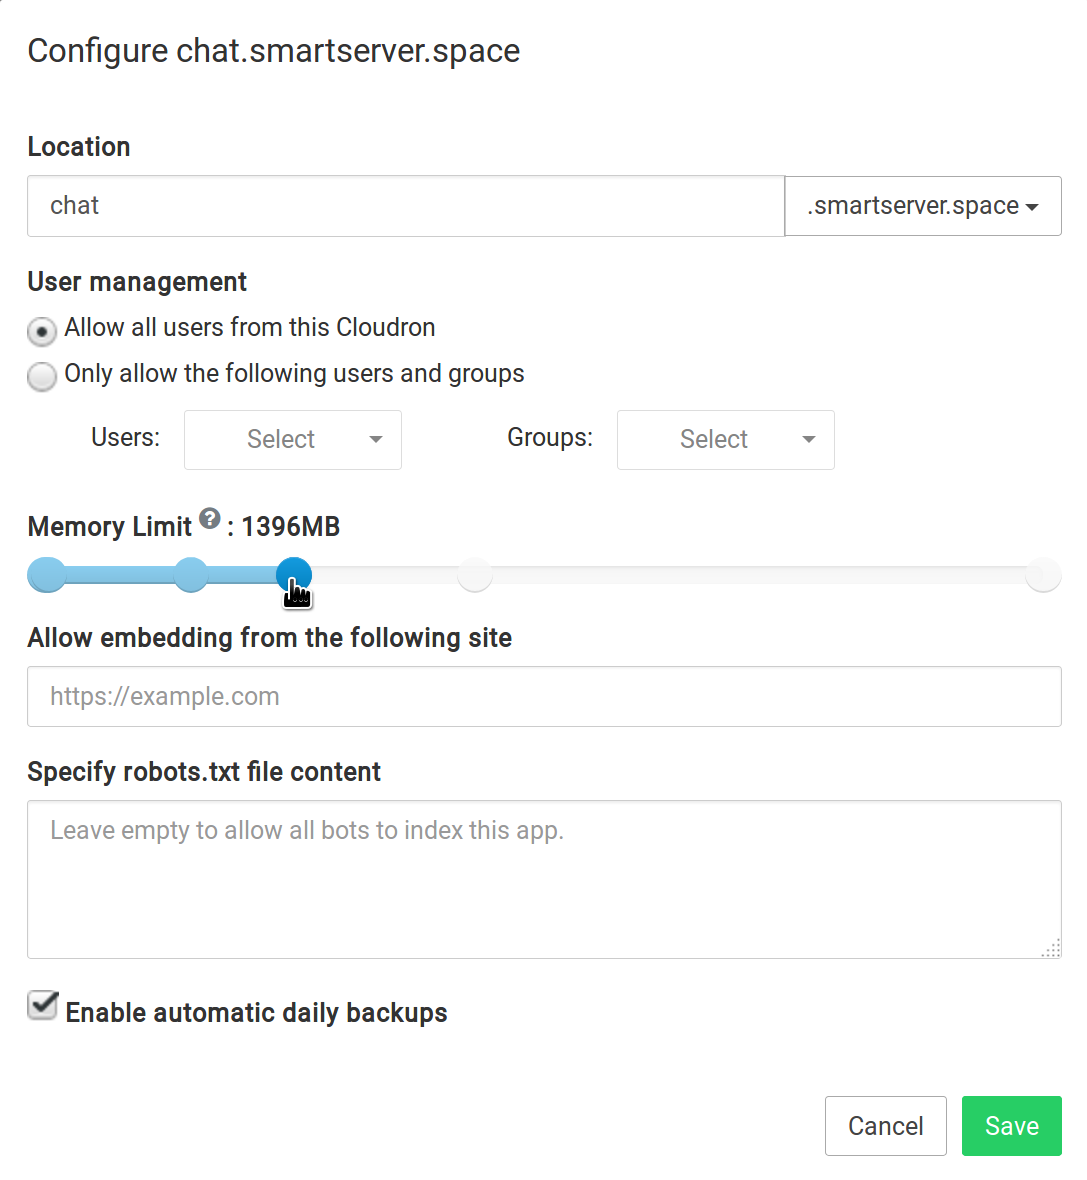 Configure chat.smartserver.space
Location
chat .smartserver.space
User management
Allow all users from this Cloudron
Only allow the following users and groups
Users: Select Groups: Select
Memory Limit ? : 1396MB
Allow embedding from the following site
https://example.com
Specify robots.txt file content
Leave empty to allow all bots to index this app.
Enable automatic daily backups
Cancel Save